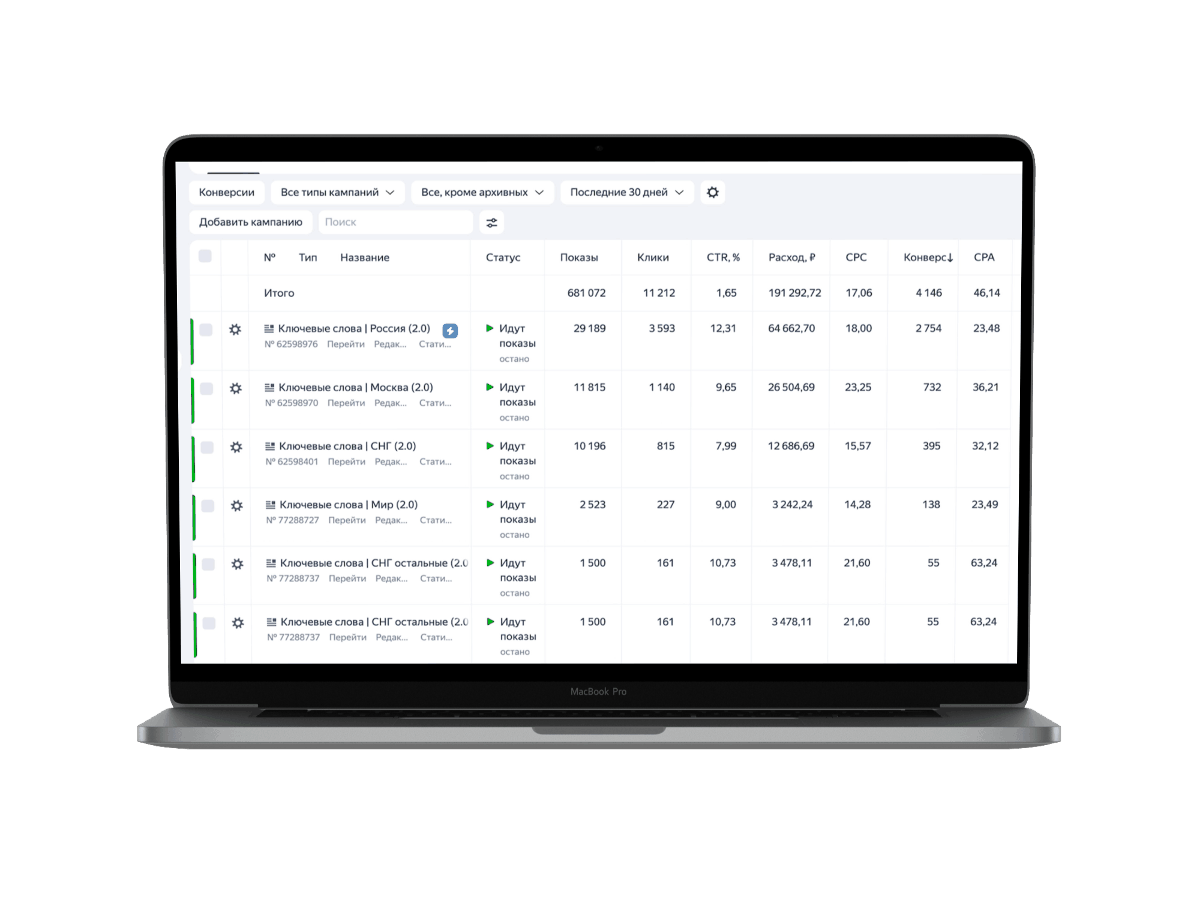 Конверсии Все типы кампаний Все, кроме архивных Последние 30 дней
Добавить кампанию Поиск
№ Тип Название Статус Показы Клики CTR, % Расход, ₽ CPC Конверс↓ CPA
Итого 681 072 11 212 1,65 191 292,72 17,06 4 146 46,14
Ключевые слова | Россия (2.0) Идут 29 189 3 593 12,31 64 662,70 18,00 2 754 23,48
№ 62598976 Перейти Редак... Стати... показы
остано
Ключевые слова | Москва (2.0) Идут 11 815 1 140 9,65 26 504,69 23,25 732 36,21
№ 62598970 Перейти Редак... Стати... показы
остано
Ключевые слова | СНГ (2.0) Идут 10 196 815 7,99 12 686,69 15,57 395 32,12
№ 62598401 Перейти Редак... Стати... показы
остано
Ключевые слова | Мир (2.0) Идут 2 523 227 9,00 3 242,24 14,28 138 23,49
№ 77288727 Перейти Редак... Стати... показы
остано
Ключевые слова | СНГ остальные (2.0 Идут 1 500 161 10,73 3 478,11 21,60 55 63,24
№ 77288737 Перейти Редак... Стати... показы
остано
Ключевые слова | СНГ остальные (2.0 Идут 1 500 161 10,73 3 478,11 21,60 55 63,24
№ 77288737 Перейти Редак... Стати... показы
остано
MacBook Pro